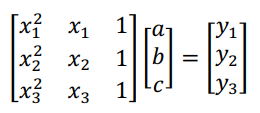 [x₁² x₁ 1] [a] = [y₁]
[x₂² x₂ 1] [b] = [y₂]
[x₃² x₃ 1] [c] = [y₃]